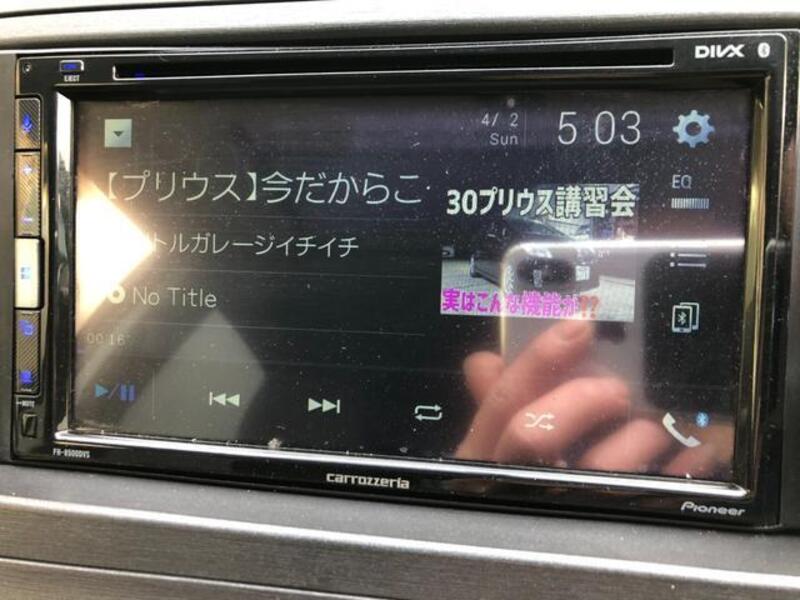 DIVX
EJECT
4/ 2
Sun
5 03
【プリウス】今だからこ
トルガレージイチイチ
No Title
00'16"
EQ
30プリウス講習会
実はこんな機能が⁇
MUTE
FH-8500DVS
carrozzeria
Pioneer